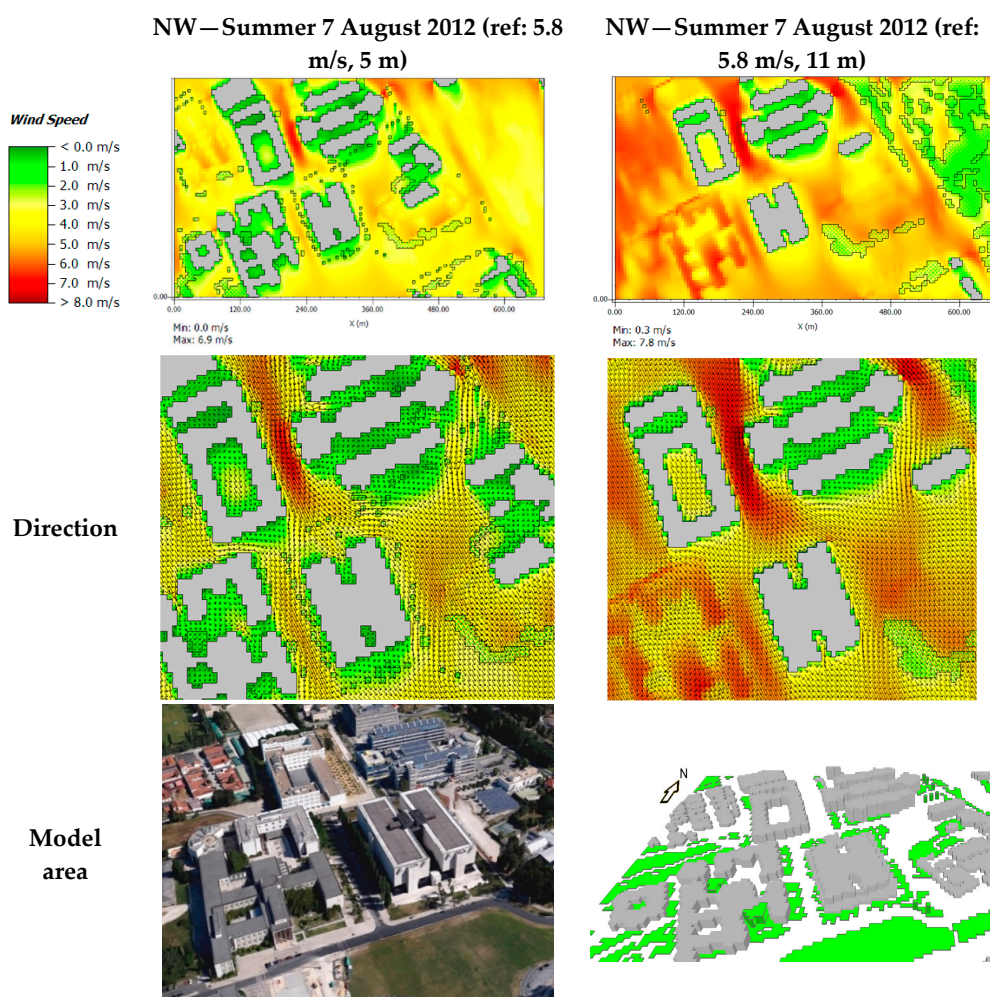 NW—Summer 7 August 2012 (ref: 5.8
m/s, 5 m)
NW—Summer 7 August 2012 (ref:
5.8 m/s, 11 m)
Wind Speed
< 0.0 m/s
1.0 m/s
2.0 m/s
3.0 m/s
4.0 m/s
5.0 m/s
6.0 m/s
7.0 m/s
> 8.0 m/s
0.00
0.00 120.00 240.00 360.00 480.00 600.00
X (m)
Min: 0.0 m/s
Max: 6.9 m/s
0.00
0.00 120.00 240.00 360.00 480.00 600.00
X (m)
Min: 0.3 m/s
Max: 7.8 m/s
Direction
Model
area
N